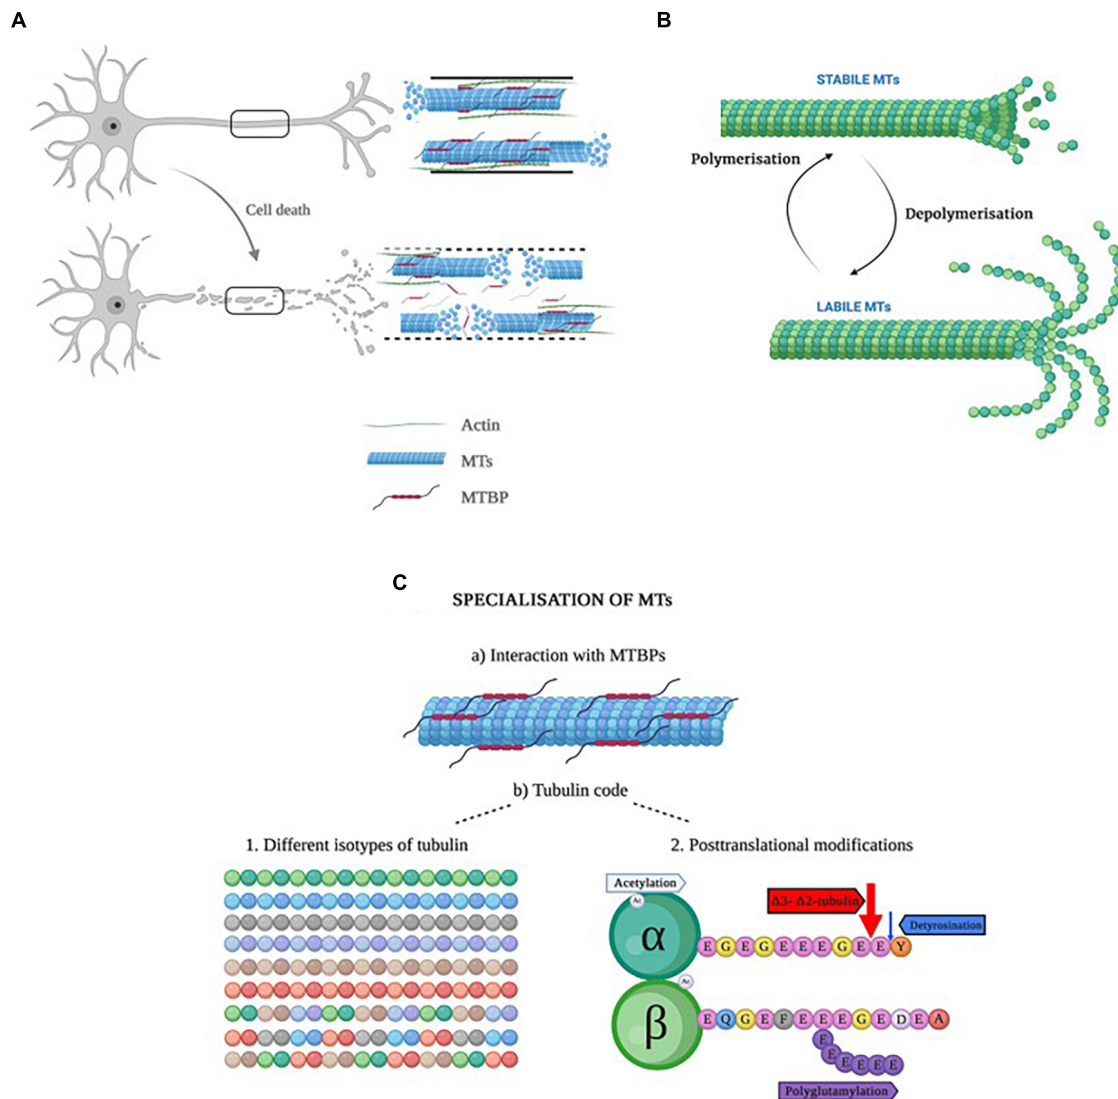 A
B
STABILE MTs
Polymerisation
Cell death
Depolymerisation
LABILE MTs
Actin
MTs
MTBP
C
SPECIALISATION OF MTs
a) Interaction with MTBPs
b) Tubulin code
1. Different isotypes of tubulin
2. Posttranslational modifications
Acetylation
Ac
Δ3- Δ2-tubulin
Detyrosination
α
E G E G E E E G E E Y
Ac
β
E Q G E F E E E G E D E A
E E E E E E
Polyglutamylation